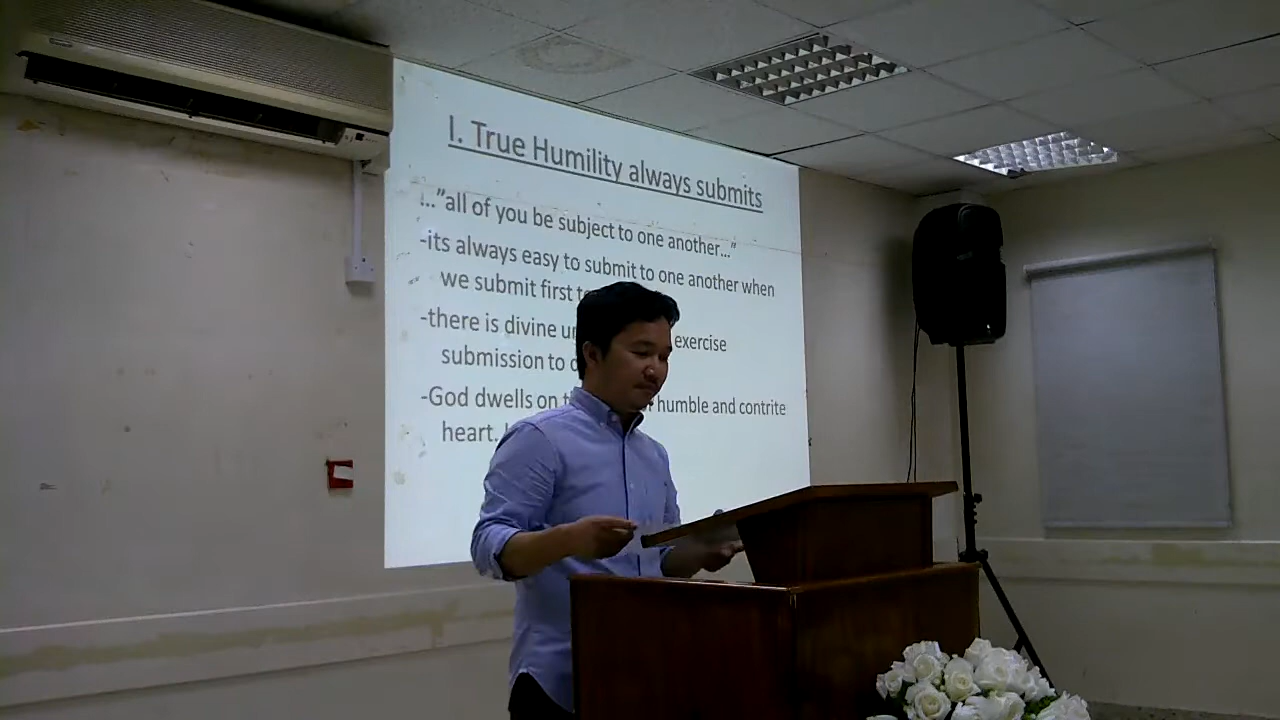 I. True Humility always submits
..."all of you be subject to one another..."
-its always easy to submit to one another when
we submit first
-there is divine exercise
submission to
-God dwells on humble and contrite
heart.